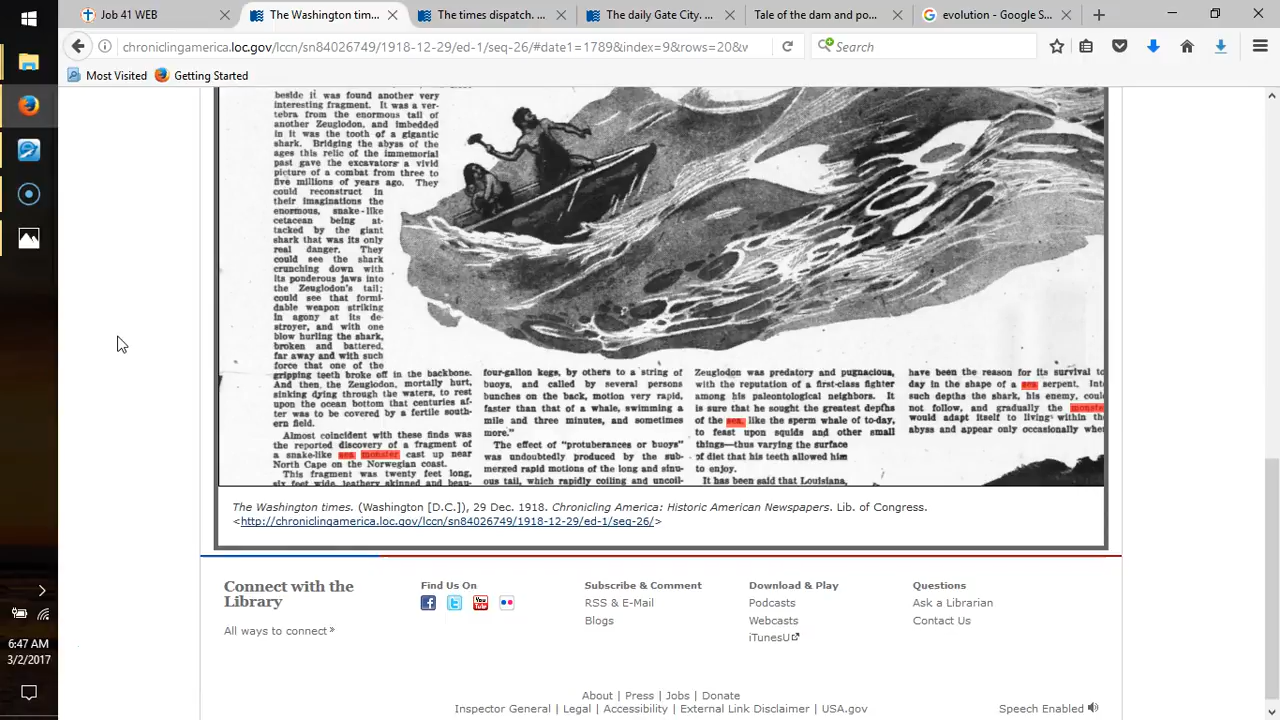 Job 41 WEB
The Washington tim...
The times dispatch. ...
The daily Gate City. ...
Tale of the dam and po...
evolution - Google S...
chroniclingamerica.loc.gov/lccn/sn84026749/1918-12-29/ed-1/seq-26/#date1=1789&index=9&rows=20&v
Search
Most Visited
Getting Started
beside it was found another very
interesting fragment. It was a ver-
tebra from the enormous tail of
another Zeuglodon, and imbedded
in it was the tooth of a gigantic
shark. Bridging the abyss of the
ages this relic of the immemorial
past gave the excavators a vivid
picture of a combat from three to
five millions of years ago. They
could reconstruct in
their imaginations the
enormous, snake-like
cetacean being at-
tacked by the giant
shark that was its only
real danger. They
could see the shark
crunching down with
its ponderous jaws into
the Zeuglodon's tail;
could see that formi-
dable weapon striking
in agony at its de-
stroyer, and with one
blow hurling the shark,
broken and battered,
far away and with such
force that one of the
gripping teeth broke off in the backbone.
And then, the Zeuglodon, mortally hurt,
sinking dying through the waters, to rest
upon the ocean bottom that centuries af-
ter was to be covered by a fertile south-
ern field.
Almost coincident with these finds was
the reported discovery of a fragment of
a snake-like sea monster cast up near
North Cape on the Norwegian coast.
This fragment was twenty feet long,
six feet wide, leathery skinned and beau-
four-gallon kegs, by others to a string of
buoys, and called by several persons
bunches on the back, motion very rapid,
faster than that of a whale, swimming a
mile and three minutes, and sometimes
more."
The effect of "protuberances or buoys"
was undoubtedly produced by the sub-
merged rapid motions of the long and sinu-
ous tail, which rapidly coiling and uncoil-
Zeuglodon was predatory and pugnacious,
with the reputation of a first-class fighter
among his paleontological neighbors. It
is sure that he sought the greatest depths
of the sea, like the sperm whale of to-day,
to feast upon squids and other small
things—thus varying the surface
of diet that his teeth allowed him
to enjoy.
It has been said that Louisiana,
have been the reason for its survival to
day in the shape of a sea serpent. Int
such depths the shark, his enemy, coul
not follow, and gradually the monste
would adapt itself to living within the
abyss and appear only occasionally whe
The Washington times. (Washington [D.C.]), 29 Dec. 1918. Chronicling America: Historic American Newspapers. Lib. of Congress.
<http://chroniclingamerica.loc.gov/lccn/sn84026749/1918-12-29/ed-1/seq-26/>
Connect with the
Library
All ways to connect »
Find Us On
Subscribe & Comment
RSS & E-Mail
Blogs
Download & Play
Podcasts
Webcasts
iTunesU
Questions
Ask a Librarian
Contact Us
About | Press | Jobs | Donate
Inspector General | Legal | Accessibility | External Link Disclaimer | USA.gov
Speech Enabled
6:47 AM
3/2/2017